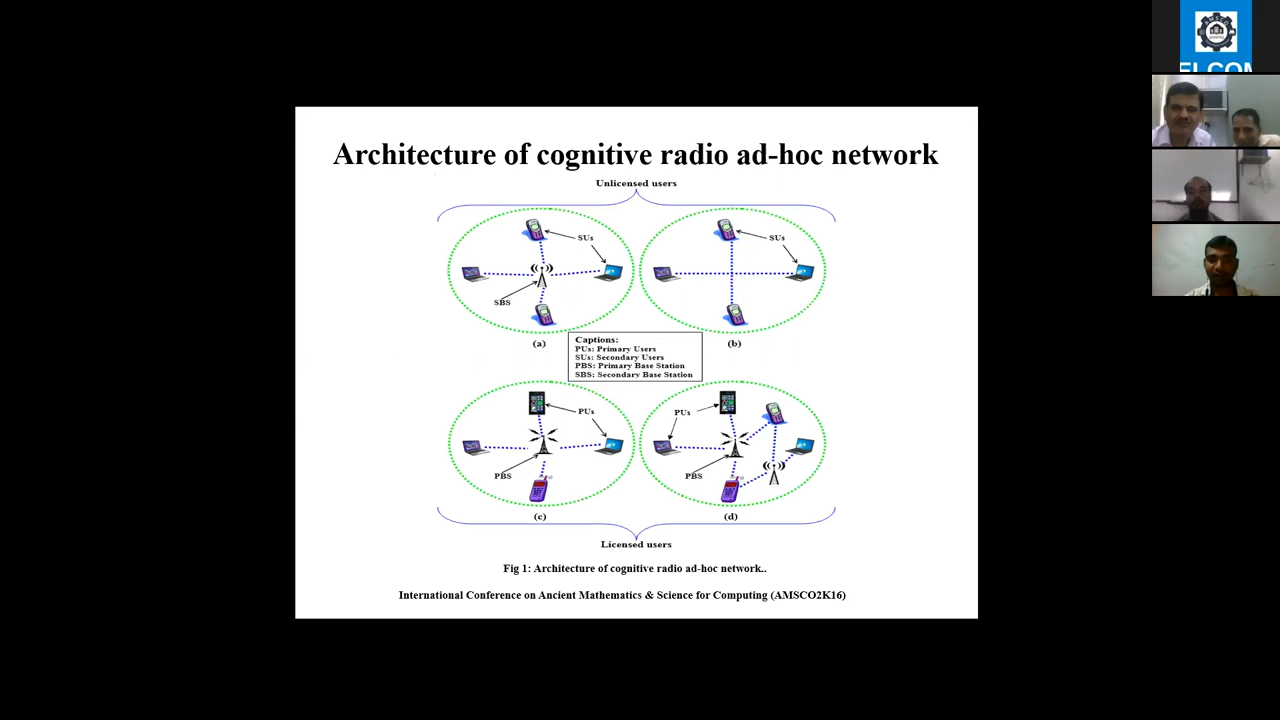 Architecture of cognitive radio ad-hoc network
Unlicensed users
SUs
SBS
(a)
SUs
(b)
Captions:
PUs: Primary Users
SUs: Secondary Users
PBS: Primary Base Station
SBS: Secondary Base Station
PUs
PBS
(c)
PUs
PBS
(d)
Licensed users
Fig 1: Architecture of cognitive radio ad-hoc network..
International Conference on Ancient Mathematics & Science for Computing (AMSCO2K16)
AMSCO
ELCOM